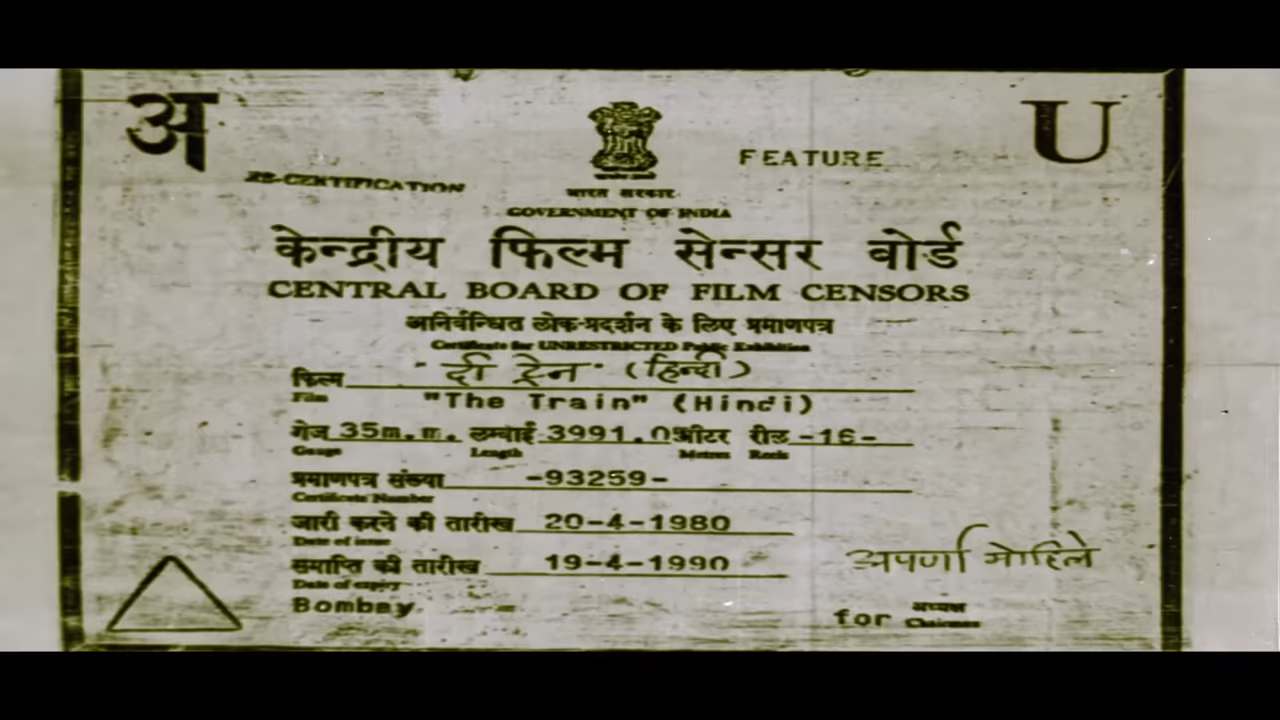 अ U
FEATURE
RE-CERTIFICATION
भारत सरकार
GOVERNMENT OF INDIA
केन्द्रीय फिल्म सेन्सर बोर्ड
CENTRAL BOARD OF FILM CENSORS
अनिर्बन्धित लोक-प्रदर्शन के लिए प्रमाणपत्र
Certificate for UNRESTRICTED Public Exhibition
फिल्म "दी ट्रेन" (हिन्दी)
Film "The Train" (Hindi)
गेज 35m.m. लम्बाई 3991.05 मीटर रील -16-
Gauge Length Metres Reels
प्रमाणपत्र संख्या -93259-
Certificate Number
जारी करने की तारीख 20-4-1980
Date of issue
समाप्ति की तारीख 19-4-1990
Date of expiry
अपर्णा मोहिले
Bombay
for अध्यक्ष
Chairman